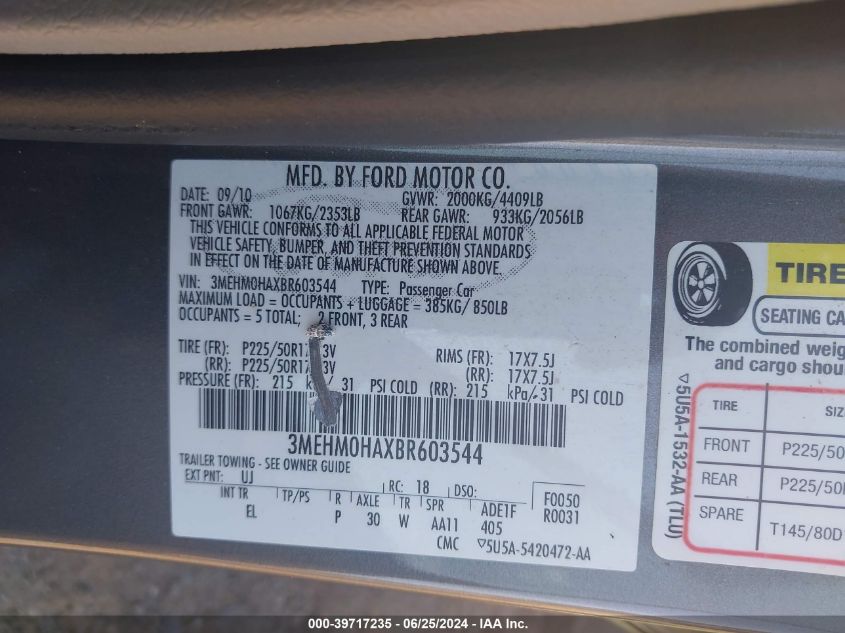 MFD. BY FORD MOTOR CO.
DATE: 09/10 GVWR: 2000KG/4409LB
FRONT GAWR: 1067KG/2353LB REAR GAWR: 933KG/2056LB
THIS VEHICLE CONFORMS TO ALL APPLICABLE FEDERAL MOTOR
VEHICLE SAFETY, BUMPER, AND THEFT PREVENTION STANDARDS
IN EFFECT ON THE DATE OF MANUFACTURE SHOWN ABOVE.
VIN: 3MEHM0HAXBR603544 TYPE: Passenger Car
MAXIMUM LOAD = OCCUPANTS + LUGGAGE = 385KG/ 850LB
OCCUPANTS = 5 TOTAL; 2 FRONT, 3 REAR
TIRE (FR): P225/50R17 3V RIMS (FR): 17X7.5J
(RR): P225/50R17 3V (RR): 17X7.5J
PRESSURE (FR): 215 31 PSI COLD (RR): 215 kPa/31 PSI COLD
3MEHM0HAXBR603544
TRAILER TOWING - SEE OWNER GUIDE
EXT PNT: UJ RC: 18 DSO: F0050
INT TR TP/PS R AXLE TR SPR ADE1F R0031
EL P 30 W AA11 405
CMC ▽5U5A-5420472-AA
TIRE
SEATING
The combined
and cargo
TIRE
FRONT P225/50
REAR P225/50
SPARE T145/80D
▽5U5A-1532-AA (TLU)
000-39717235 - 06/25/2024 - IAA Inc.